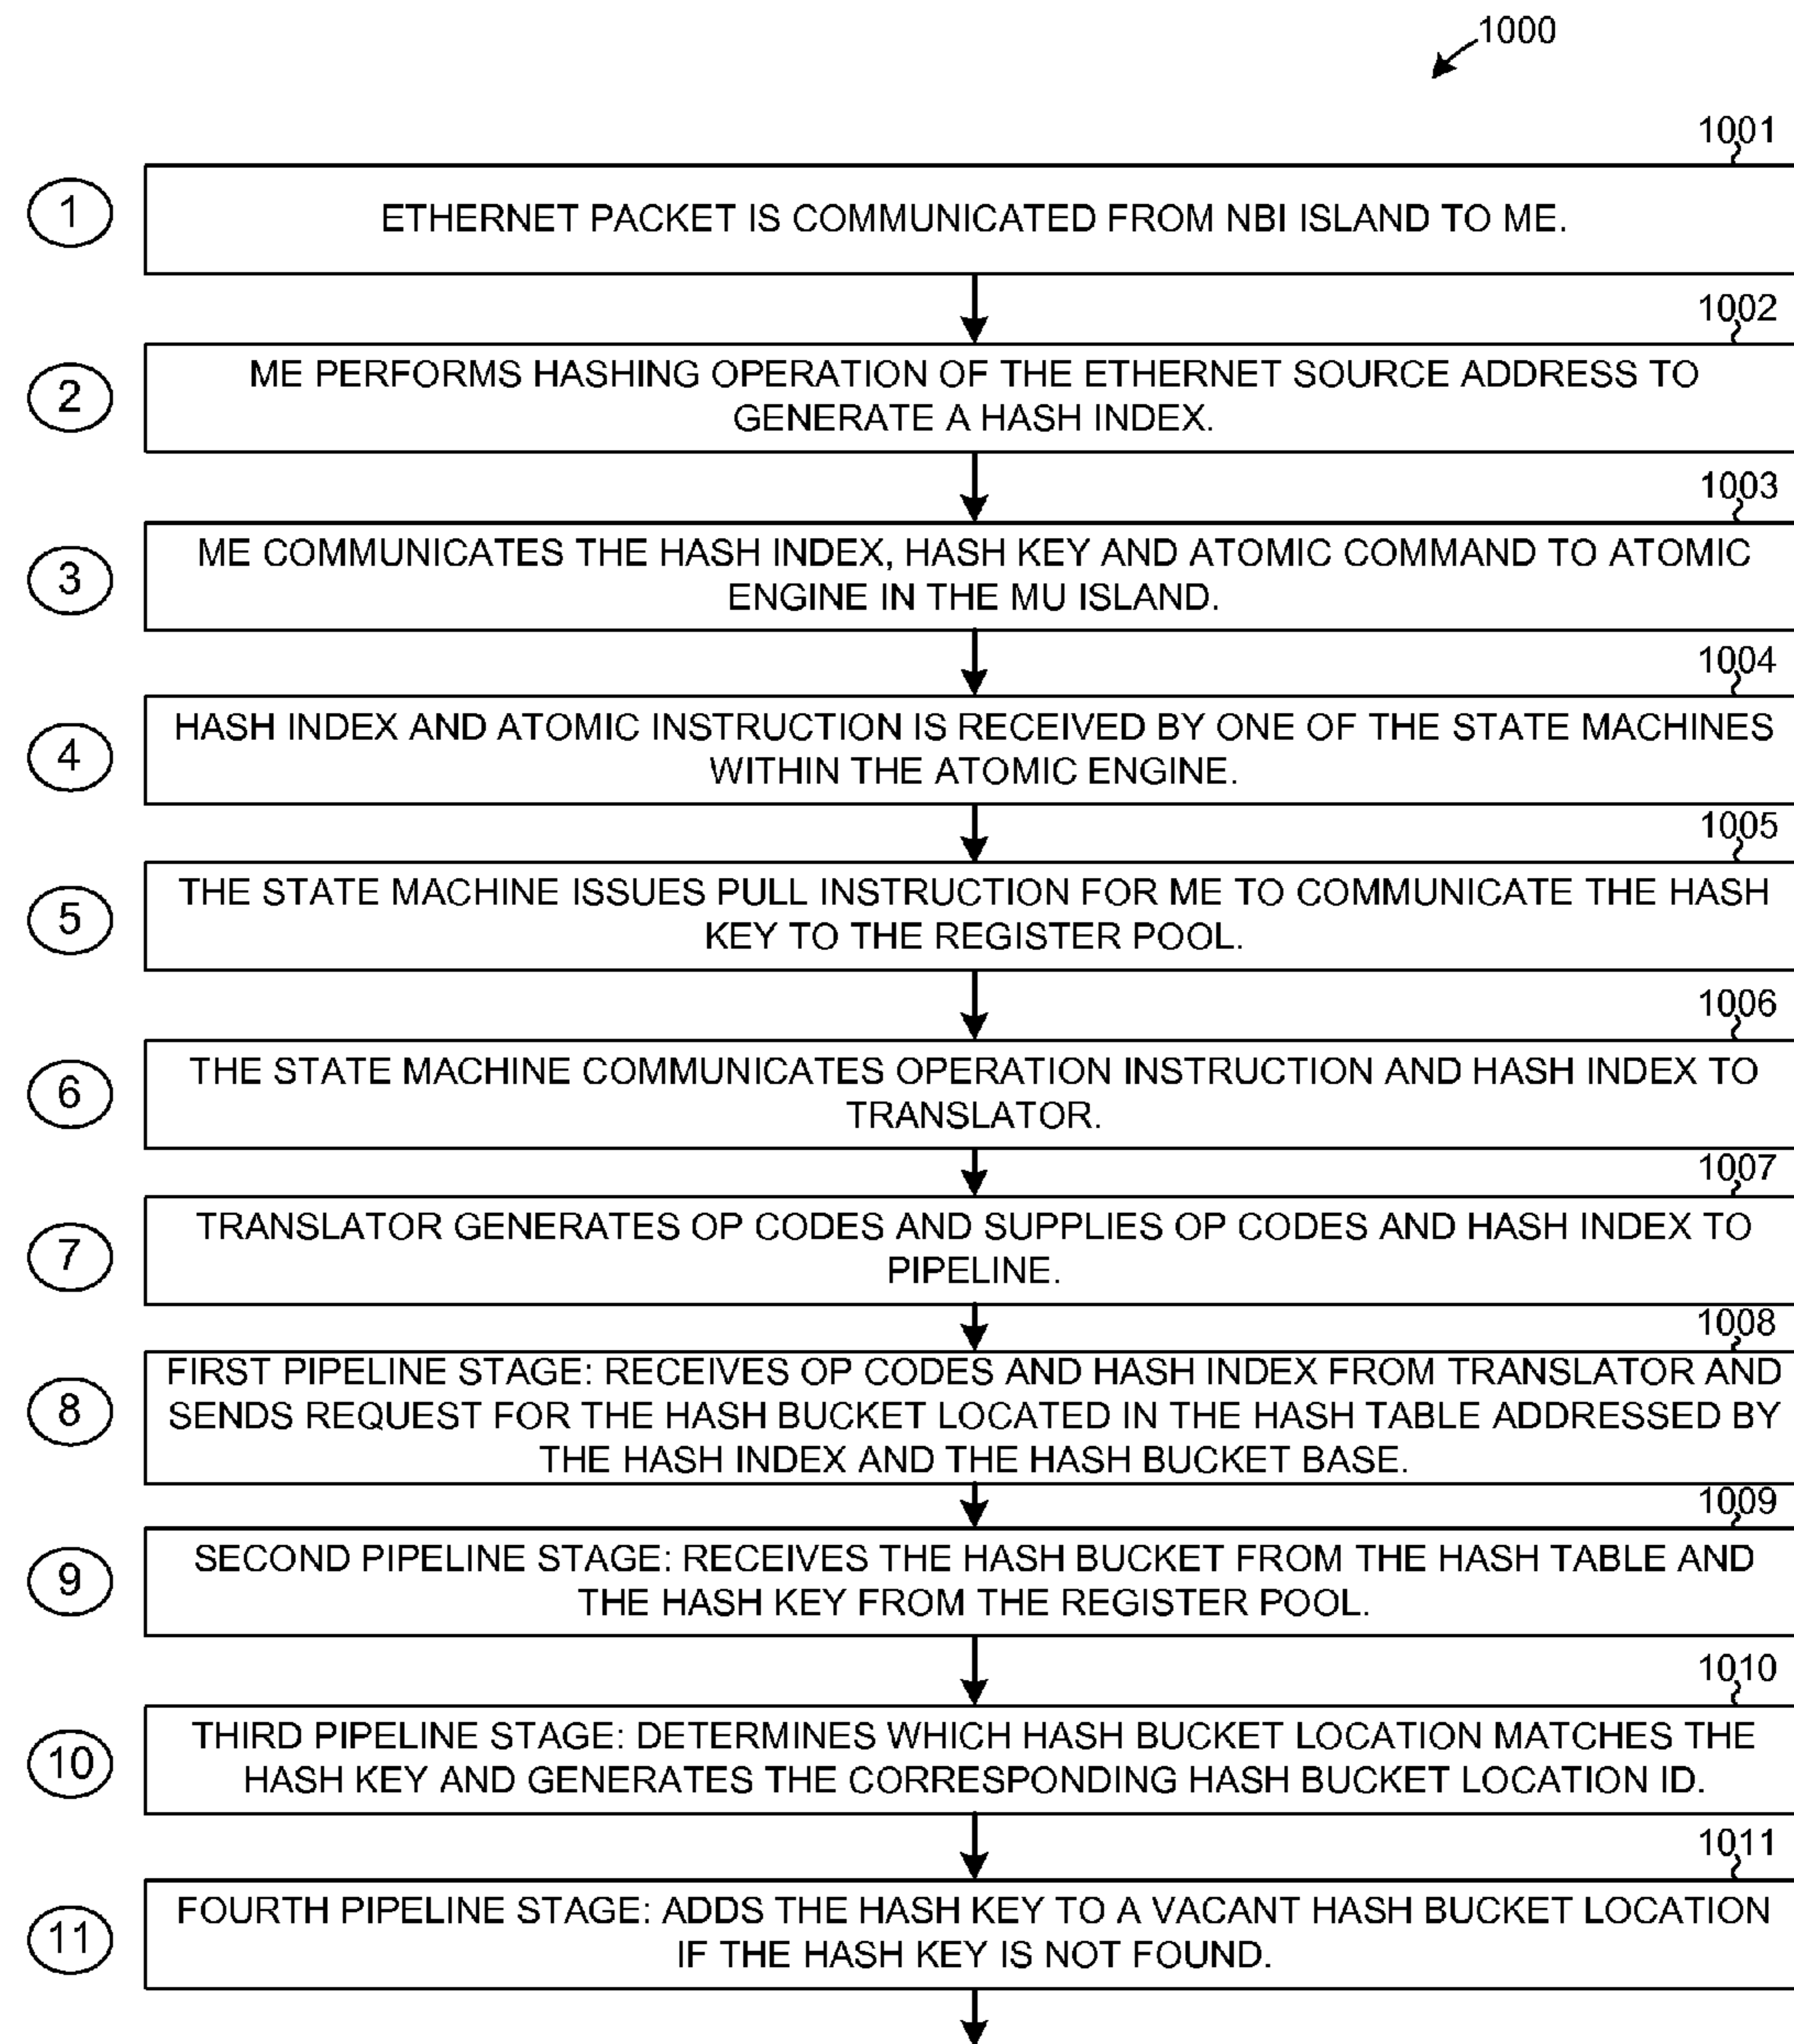 1000
1001
1
ETHERNET PACKET IS COMMUNICATED FROM NBI ISLAND TO ME.
1002
2
ME PERFORMS HASHING OPERATION OF THE ETHERNET SOURCE ADDRESS TO
GENERATE A HASH INDEX.
1003
3
ME COMMUNICATES THE HASH INDEX, HASH KEY AND ATOMIC COMMAND TO ATOMIC
ENGINE IN THE MU ISLAND.
1004
4
HASH INDEX AND ATOMIC INSTRUCTION IS RECEIVED BY ONE OF THE STATE MACHINES
WITHIN THE ATOMIC ENGINE.
1005
5
THE STATE MACHINE ISSUES PULL INSTRUCTION FOR ME TO COMMUNICATE THE HASH
KEY TO THE REGISTER POOL.
1006
6
THE STATE MACHINE COMMUNICATES OPERATION INSTRUCTION AND HASH INDEX TO
TRANSLATOR.
1007
7
TRANSLATOR GENERATES OP CODES AND SUPPLIES OP CODES AND HASH INDEX TO
PIPELINE.
1008
8
FIRST PIPELINE STAGE: RECEIVES OP CODES AND HASH INDEX FROM TRANSLATOR AND
SENDS REQUEST FOR THE HASH BUCKET LOCATED IN THE HASH TABLE ADDRESSED BY
THE HASH INDEX AND THE HASH BUCKET BASE.
1009
9
SECOND PIPELINE STAGE: RECEIVES THE HASH BUCKET FROM THE HASH TABLE AND
THE HASH KEY FROM THE REGISTER POOL.
1010
10
THIRD PIPELINE STAGE: DETERMINES WHICH HASH BUCKET LOCATION MATCHES THE
HASH KEY AND GENERATES THE CORRESPONDING HASH BUCKET LOCATION ID.
1011
11
FOURTH PIPELINE STAGE: ADDS THE HASH KEY TO A VACANT HASH BUCKET LOCATION
IF THE HASH KEY IS NOT FOUND.